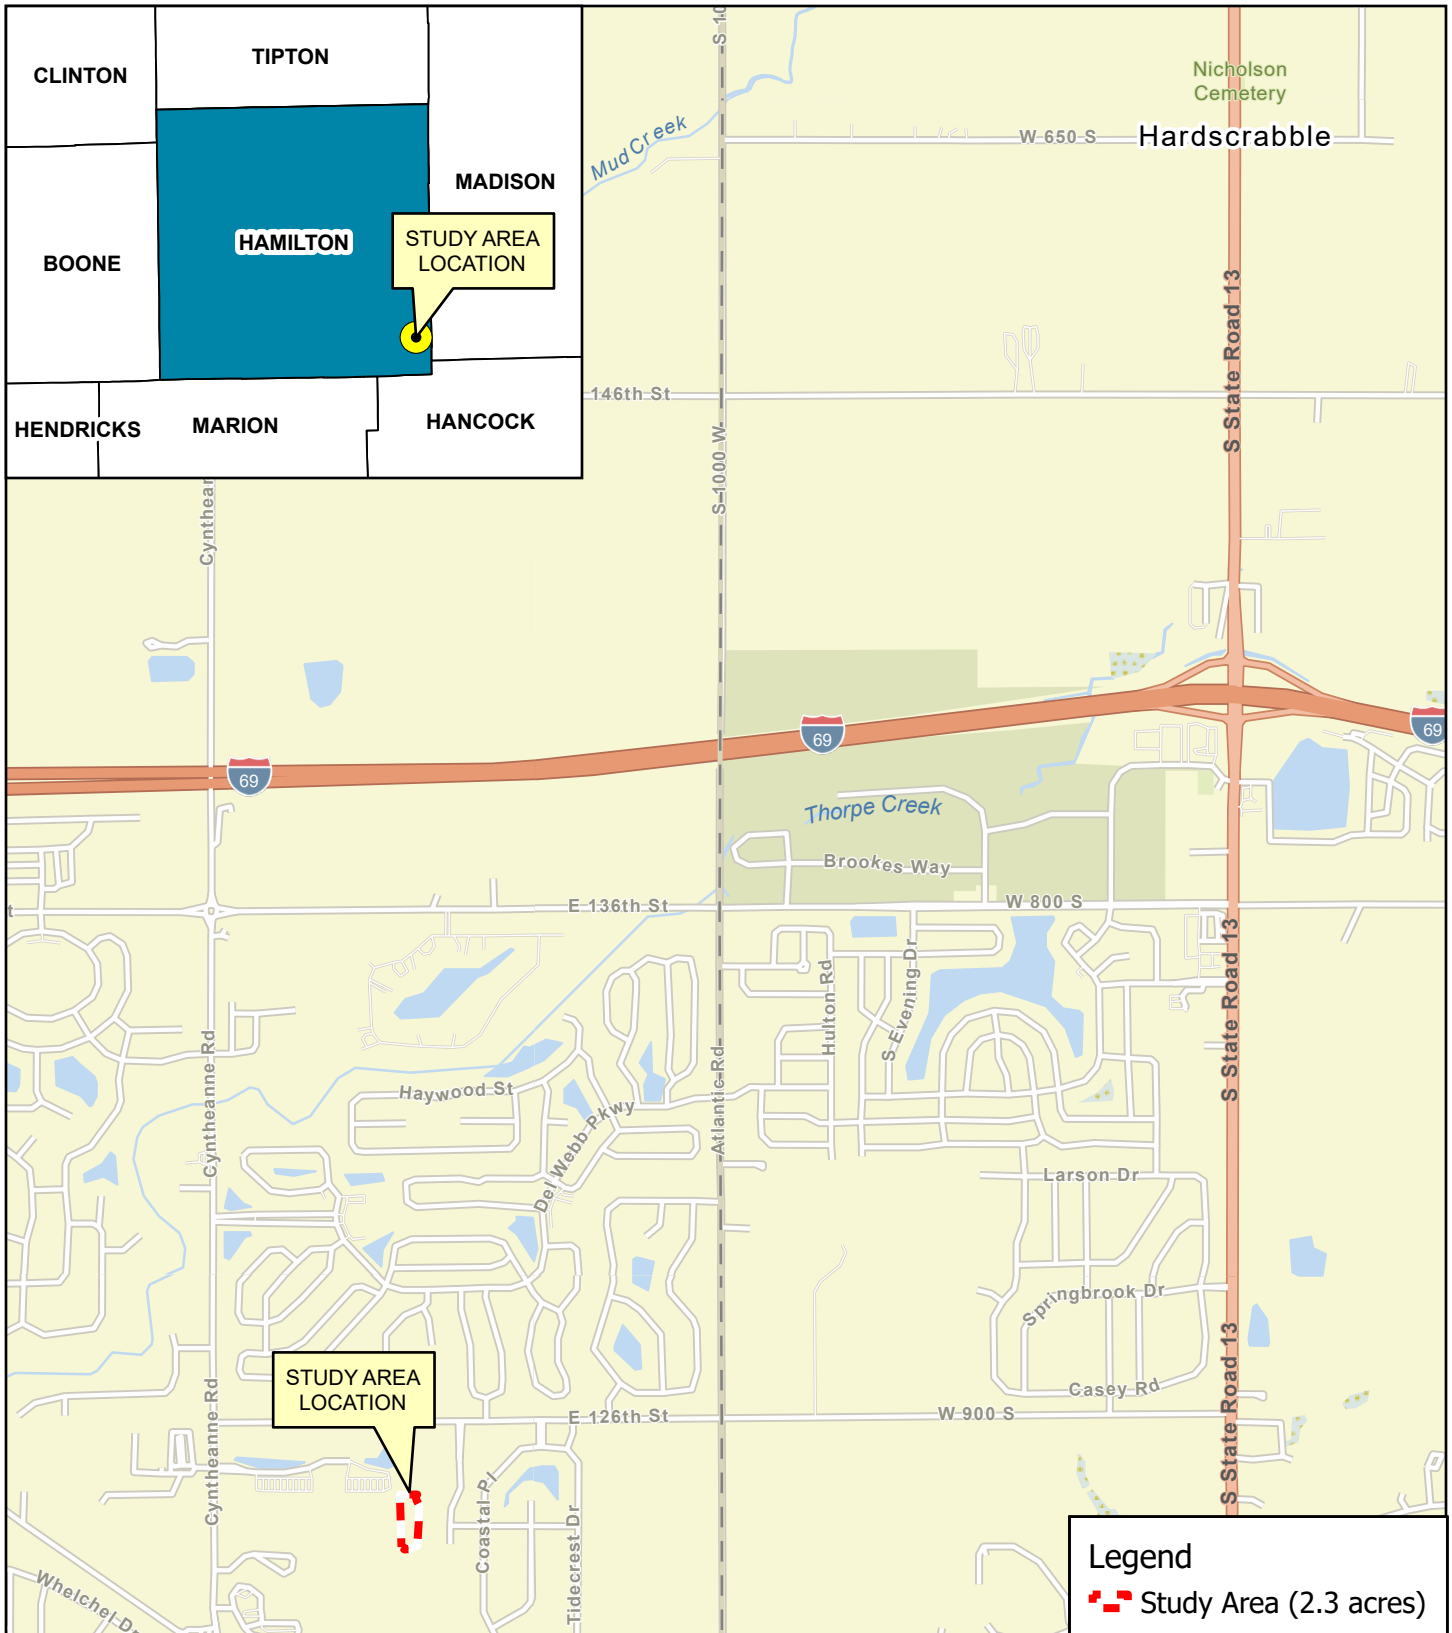 CLINTON
TIPTON
MADISON
BOONE
HAMILTON
STUDY AREA
LOCATION
HENDRICKS
MARION
HANCOCK
S 10
Mud Creek
Nicholson
Cemetery
W 650 S
Hardscrabble
S State Road 13
146th St
S 1000 W
Cynthear
69
69
69
Thorpe Creek
Brookes Way
E 136th St
W 800 S
t
S State Road 13
Hulton Rd
S Evening Dr
Cyntheanne Rd
Haywood St
Atlantic Rd
Del Webb Pkwy
Larson Dr
Springbrook Dr
STUDY AREA
LOCATION
Casey Rd
S State Road 13
E 126th St
W 900 S
Cyntheanne Rd
Coastal Pl
Tidecrest Dr
Whelchel Dr
Legend
Study Area (2.3 acres)